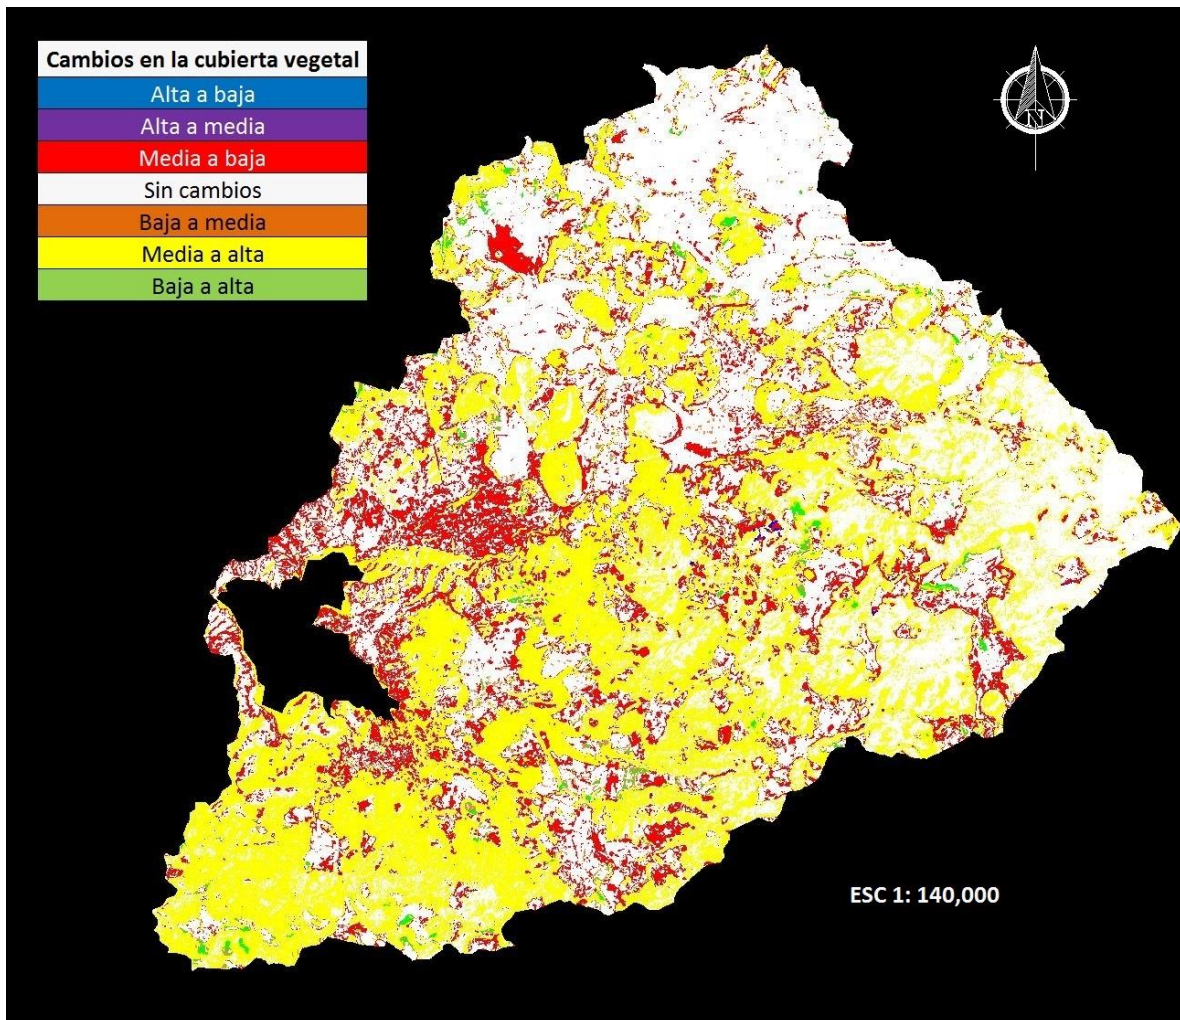 Cambios en la cubierta vegetal
Alta a baja
Alta a media
Media a baja
Sin cambios
Baja a media
Media a alta
Baja a alta
N
ESC 1: 140,000